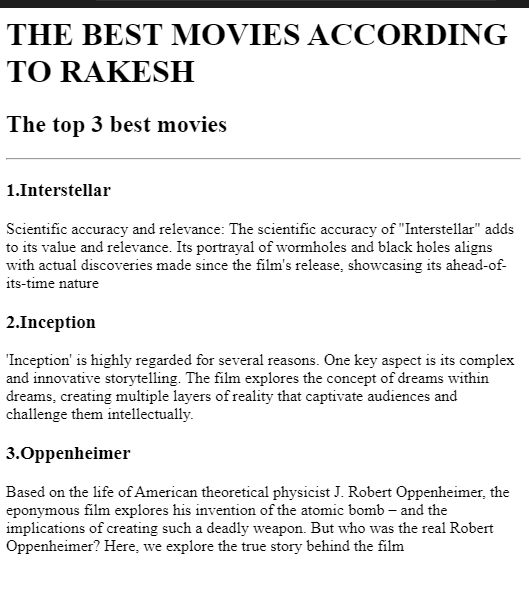 THE BEST MOVIES ACCORDING
TO RAKESH
The top 3 best movies
1.Interstellar
Scientific accuracy and relevance: The scientific accuracy of "Interstellar" adds
to its value and relevance. Its portrayal of wormholes and black holes aligns
with actual discoveries made since the film's release, showcasing its ahead-of-
its-time nature
2.Inception
'Inception' is highly regarded for several reasons. One key aspect is its complex
and innovative storytelling. The film explores the concept of dreams within
dreams, creating multiple layers of reality that captivate audiences and
challenge them intellectually.
3.Oppenheimer
Based on the life of American theoretical physicist J. Robert Oppenheimer, the
eponymous film explores his invention of the atomic bomb – and the
implications of creating such a deadly weapon. But who was the real Robert
Oppenheimer? Here, we explore the true story behind the film